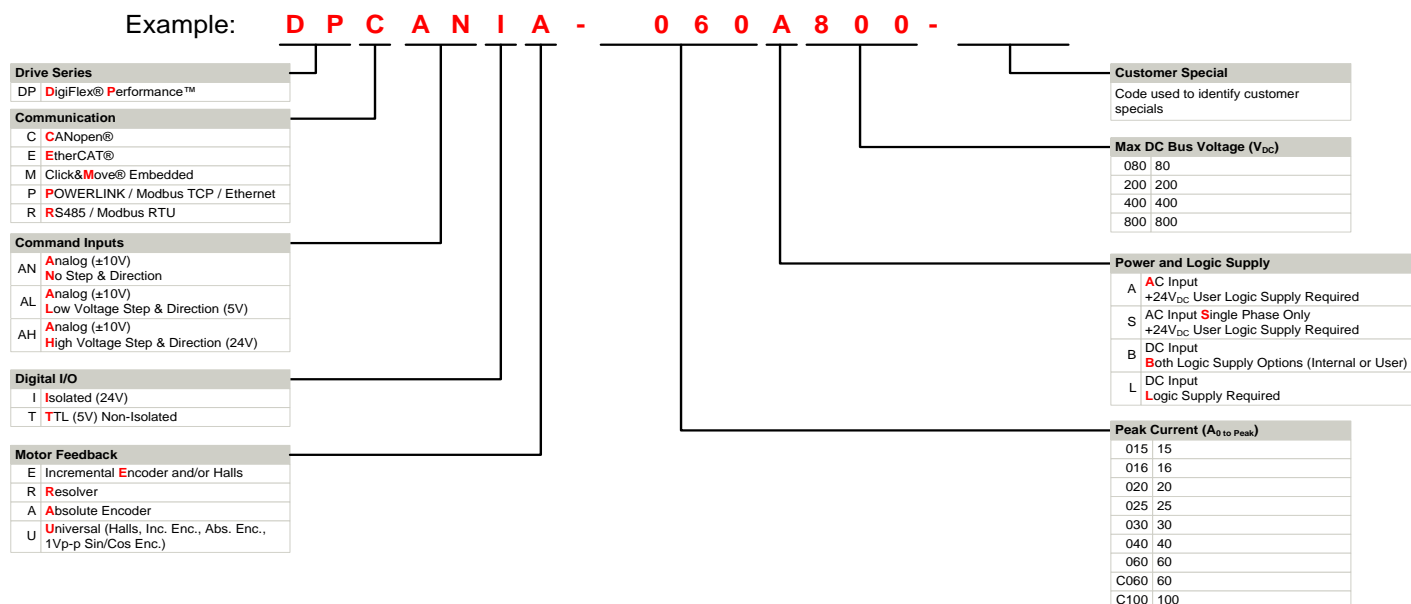 Example: D P C A N I A - 0 6 0 A 8 0 0 -
Drive Series
DP DigiFlex® Performance™
Communication
C CANopen®
E EtherCAT®
M Click&Move® Embedded
P POWERLINK / Modbus TCP / Ethernet
R RS485 / Modbus RTU
Command Inputs
AN Analog (±10V)
No Step & Direction
AL Analog (±10V)
Low Voltage Step & Direction (5V)
AH Analog (±10V)
High Voltage Step & Direction (24V)
Digital I/O
I Isolated (24V)
T TTL (5V) Non-Isolated
Motor Feedback
E Incremental Encoder and/or Halls
R Resolver
A Absolute Encoder
U Universal (Halls, Inc. Enc., Abs. Enc.,
1Vp-p Sin/Cos Enc.)
Customer Special
Code used to identify customer
specials
Max DC Bus Voltage (VDC)
080 80
200 200
400 400
800 800
Power and Logic Supply
A AC Input
+24VDC User Logic Supply Required
S AC Input Single Phase Only
+24VDC User Logic Supply Required
B DC Input
Both Logic Supply Options (Internal or User)
L DC Input
Logic Supply Required
Peak Current (A0 to Peak)
015 15
016 16
020 20
025 25
030 30
040 40
060 60
C060 60
C100 100